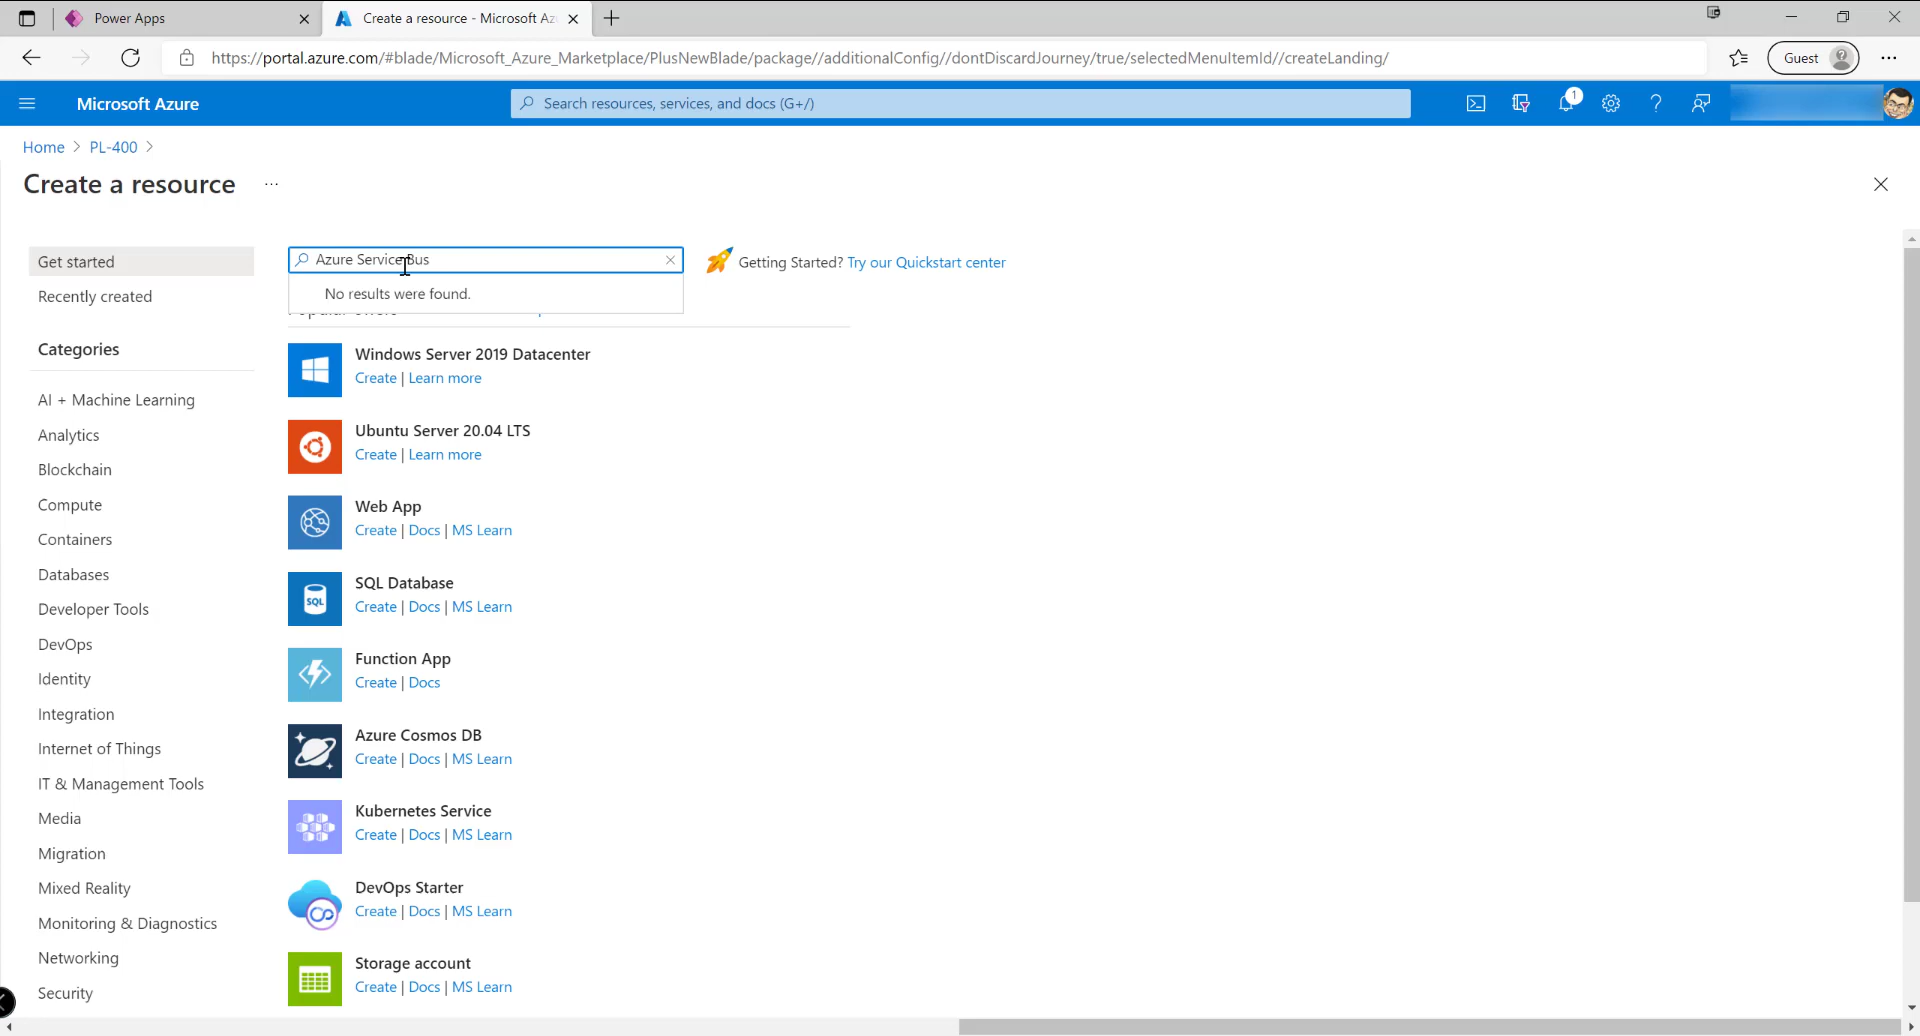 Power Apps
Create a resource - Microsoft Az
https://portal.azure.com/#blade/Microsoft_Azure_Marketplace/PlusNewBlade/package//additionalConfig//dontDiscardJourney/true/selectedMenuItemId//createLanding/
Guest
Microsoft Azure
Search resources, services, and docs (G+/)
1
Home > PL-400 >
Create a resource ...
Get started
Recently created
Categories
AI + Machine Learning
Analytics
Blockchain
Compute
Containers
Databases
Developer Tools
DevOps
Identity
Integration
Internet of Things
IT & Management Tools
Media
Migration
Mixed Reality
Monitoring & Diagnostics
Networking
Security
Azure Service Bus
No results were found.
Getting Started? Try our Quickstart center
Windows Server 2019 Datacenter
Create | Learn more
Ubuntu Server 20.04 LTS
Create | Learn more
Web App
Create | Docs | MS Learn
SQL
SQL Database
Create | Docs | MS Learn
Function App
Create | Docs
Azure Cosmos DB
Create | Docs | MS Learn
Kubernetes Service
Create | Docs | MS Learn
DevOps Starter
Create | Docs | MS Learn
Storage account
Create | Docs | MS Learn